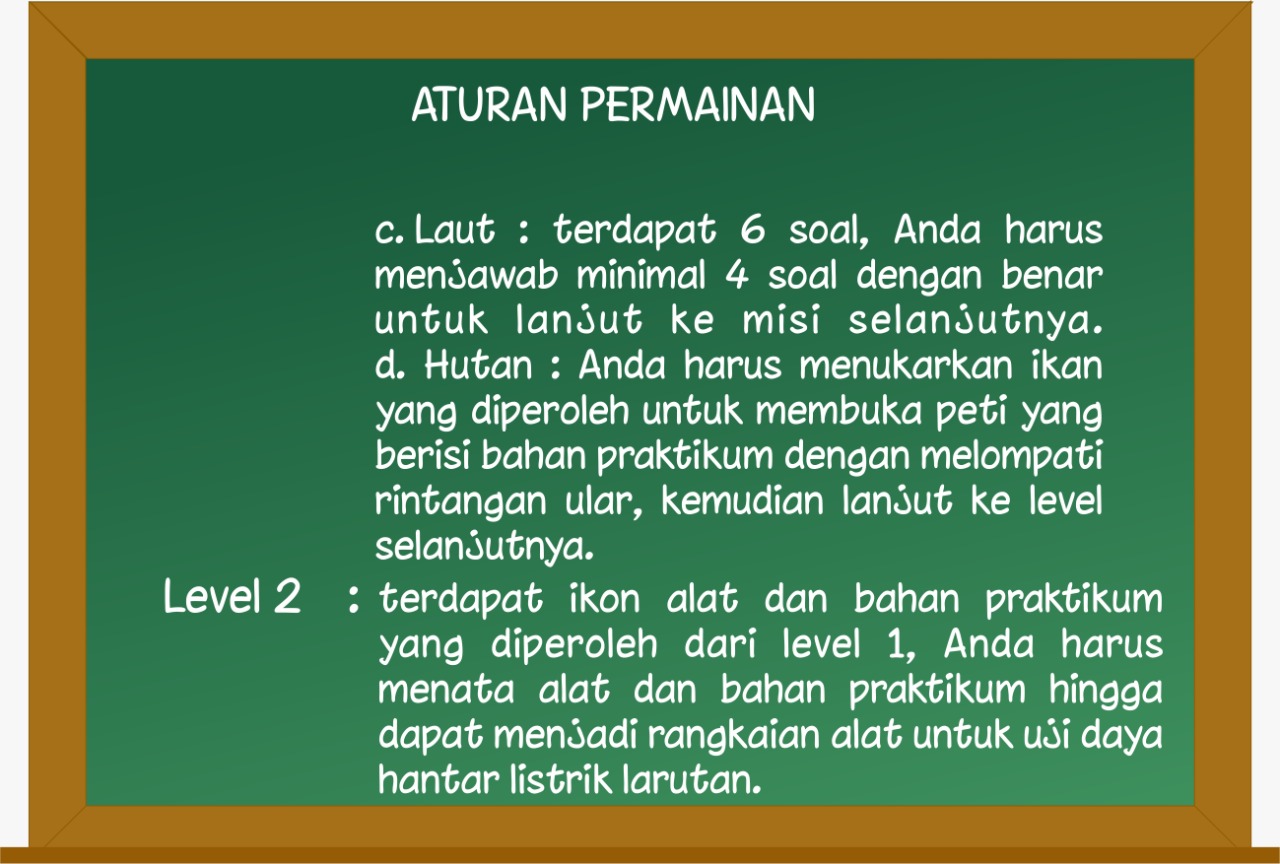 ATURAN PERMAINAN
c. Laut : terdapat 6 soal, Anda harus
menjawab minimal 4 soal dengan benar
untuk lanjut ke misi selanjutnya.
d. Hutan : Anda harus menukarkan ikan
yang diperoleh untuk membuka peti yang
berisi bahan praktikum dengan melompati
rintangan ular, kemudian lanjut ke level
selanjutnya.
Level 2 : terdapat ikon alat dan bahan praktikum
yang diperoleh dari level 1, Anda harus
menata alat dan bahan praktikum hingga
dapat menjadi rangkaian alat untuk uji daya
hantar listrik larutan.